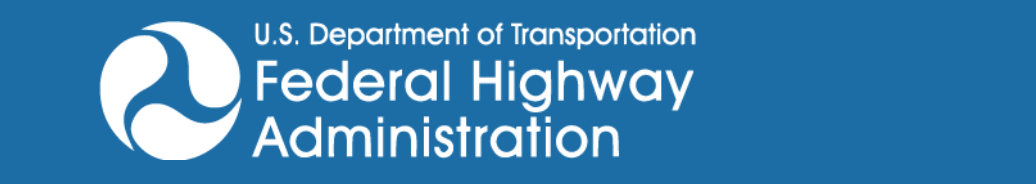 U.S. Department of Transportation
Federal Highway
Administration